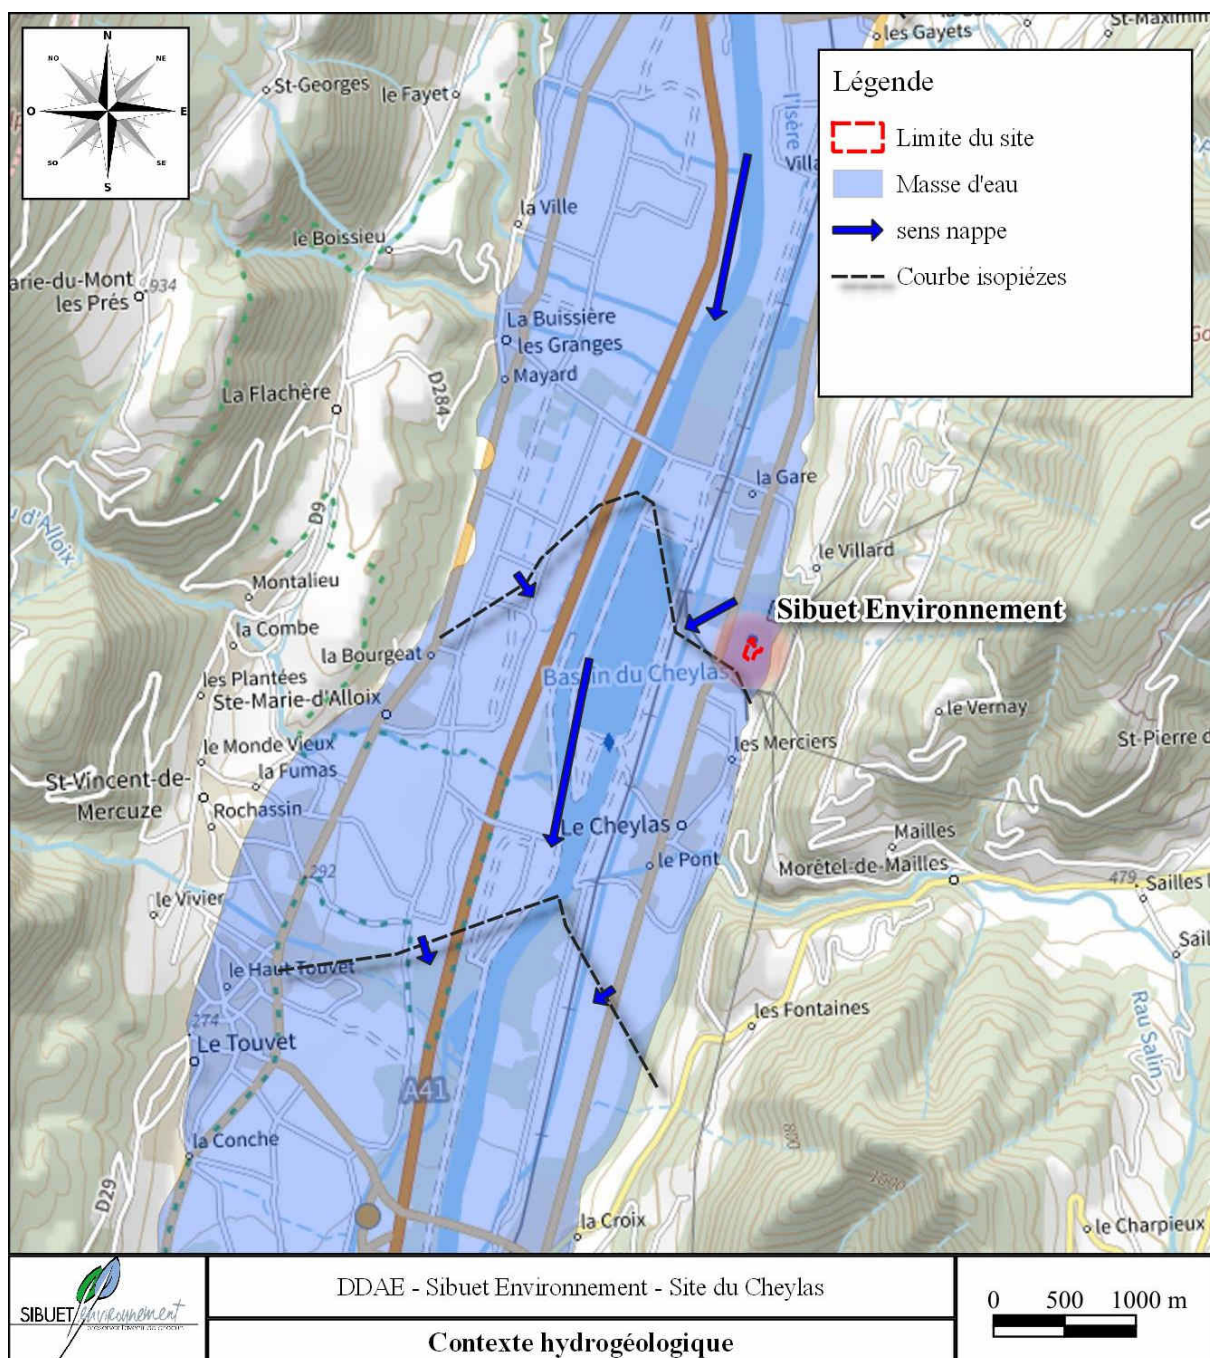 N
NO
NE
O
E
SO
SE
S
St-Georges
le Fayet
les Gayets
l'Isère
Légende
Limite du site
Masse d'eau
sens nappe
Courbe isopièzes
la Ville
le Boissieu
les Prés
934
La Buissière
les Granges
Mayard
La Flachère
D284
D9
la Gare
le Villard
Montalieu
la Combe
la Bourgeat
Sibuet Environnement
Bassin du Cheylas
les Plantées
Ste-Marie-d'Alloix
le Vernay
le Monde Vieux
la Fumas
les Merciers
St-Vincent-de-
Mercuze
Rochassin
Le Cheylas
Mailles
le Pont
Morêtel-de-Mailles
479
292
le Vivier
le Haut Touvet
274
les Fontaines
Rau Salin
Le Touvet
A41
la Conche
800
1000
D29
la Croix
le Charpieux
SIBUET environnement
DDAE - Sibuet Environnement - Site du Cheylas
Contexte hydrogéologique
0 500 1000 m